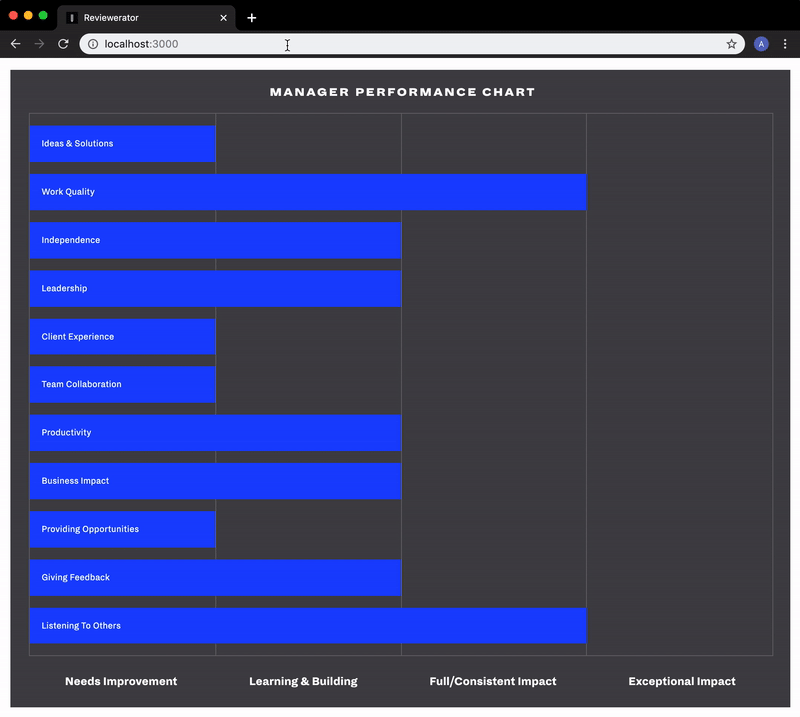 Reviewerator
localhost:3000
A
MANAGER PERFORMANCE CHART
Ideas & Solutions
Work Quality
Independence
Leadership
Client Experience
Team Collaboration
Productivity
Business Impact
Providing Opportunities
Giving Feedback
Listening To Others
Needs Improvement Learning & Building Full/Consistent Impact Exceptional Impact